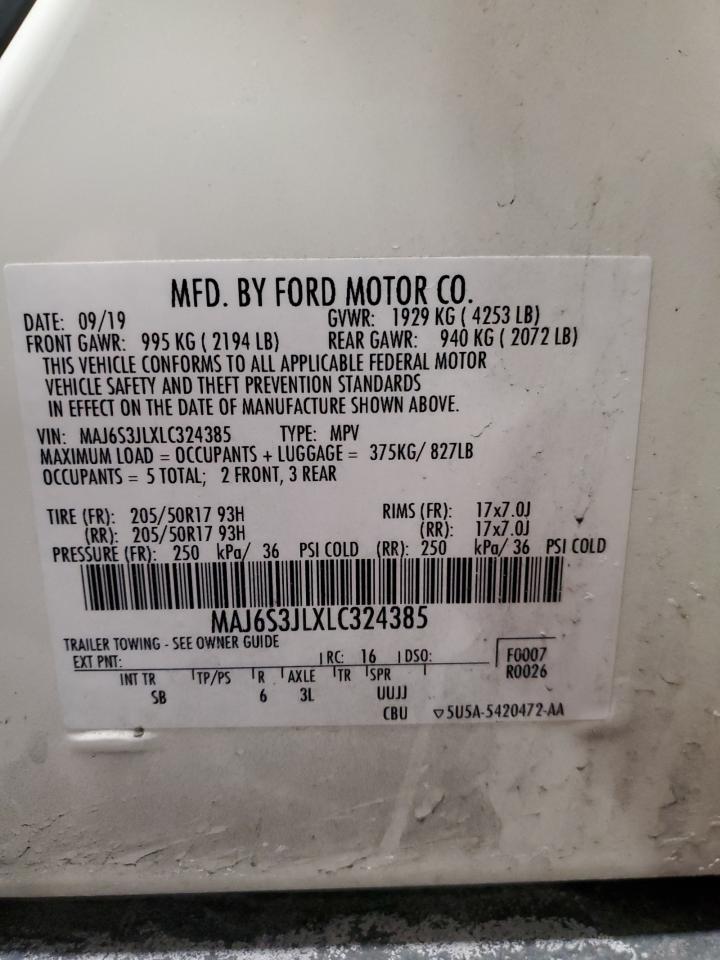 MFD. BY FORD MOTOR CO.
DATE: 09/19 GVWR: 1929 KG ( 4253 LB)
FRONT GAWR: 995 KG ( 2194 LB) REAR GAWR: 940 KG ( 2072 LB)
THIS VEHICLE CONFORMS TO ALL APPLICABLE FEDERAL MOTOR
VEHICLE SAFETY AND THEFT PREVENTION STANDARDS
IN EFFECT ON THE DATE OF MANUFACTURE SHOWN ABOVE.
VIN: MAJ6S3JLXLC324385 TYPE: MPV
MAXIMUM LOAD = OCCUPANTS + LUGGAGE = 375KG/ 827LB
OCCUPANTS = 5 TOTAL; 2 FRONT, 3 REAR
TIRE (FR): 205/50R17 93H RIMS (FR): 17x7.0J
(RR): 205/50R17 93H (RR): 17x7.0J
PRESSURE (FR): 250 kPa/ 36 PSI COLD (RR): 250 kPa/ 36 PSI COLD
MAJ6S3JLXLC324385
TRAILER TOWING - SEE OWNER GUIDE
EXT PNT: RC: 16 DSO: F0007
R0026
INT TR TP/PS R AXLE TR SPR
SB 6 3L UUJJ
CBU ▽5U5A-5420472-AA